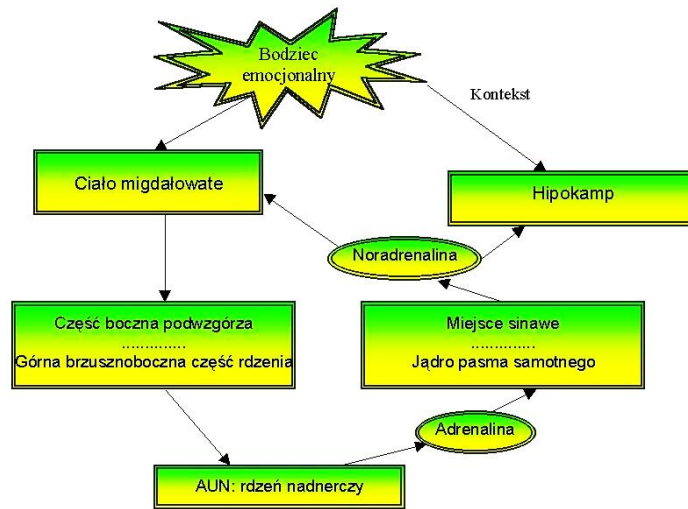 Bodziec
emocjonalny
Kontekst
Ciało migdałowate
Hipokamp
Noradrenalina
Część boczna podwzgórza
..............
Górna brzusznoboczna część rdzenia
Miejsce sinawe
..............
Jądro pasma samotnego
Adrenalina
AUN: rdzeń nadnerczy